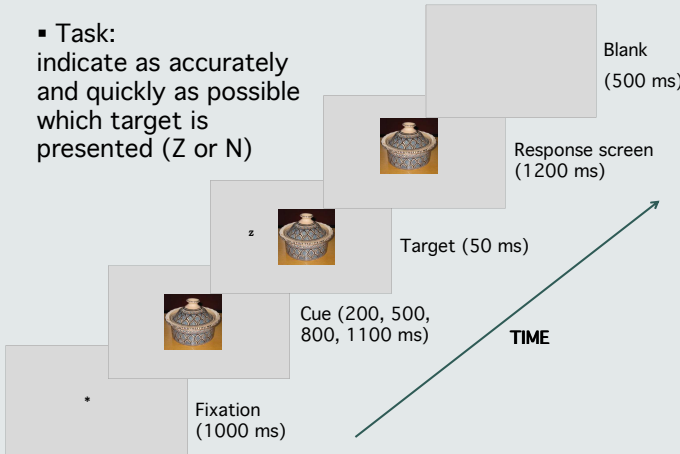 ▪ Task:
indicate as accurately
and quickly as possible
which target is
presented (Z or N)
Blank
(500 ms)
Response screen
(1200 ms)
z
Target (50 ms)
Cue (200, 500,
800, 1100 ms)
TIME
*
Fixation
(1000 ms)